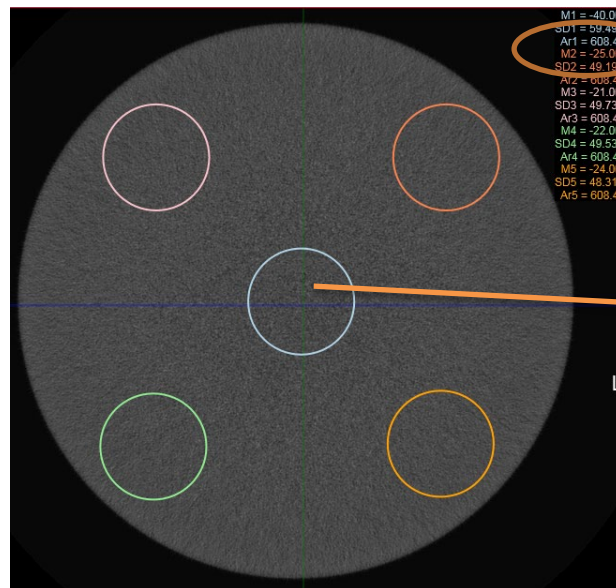 M1 = -40.0
SD1 = 59.49
Ar1 = 608.4
M2 = -25.0
SD2 = 49.19
Ar2 = 608.4
M3 = -21.0
SD3 = 49.73
Ar3 = 608.4
M4 = -22.0
SD4 = 49.53
Ar4 = 608.4
M5 = -24.0
SD5 = 48.31
Ar5 = 608.4
L